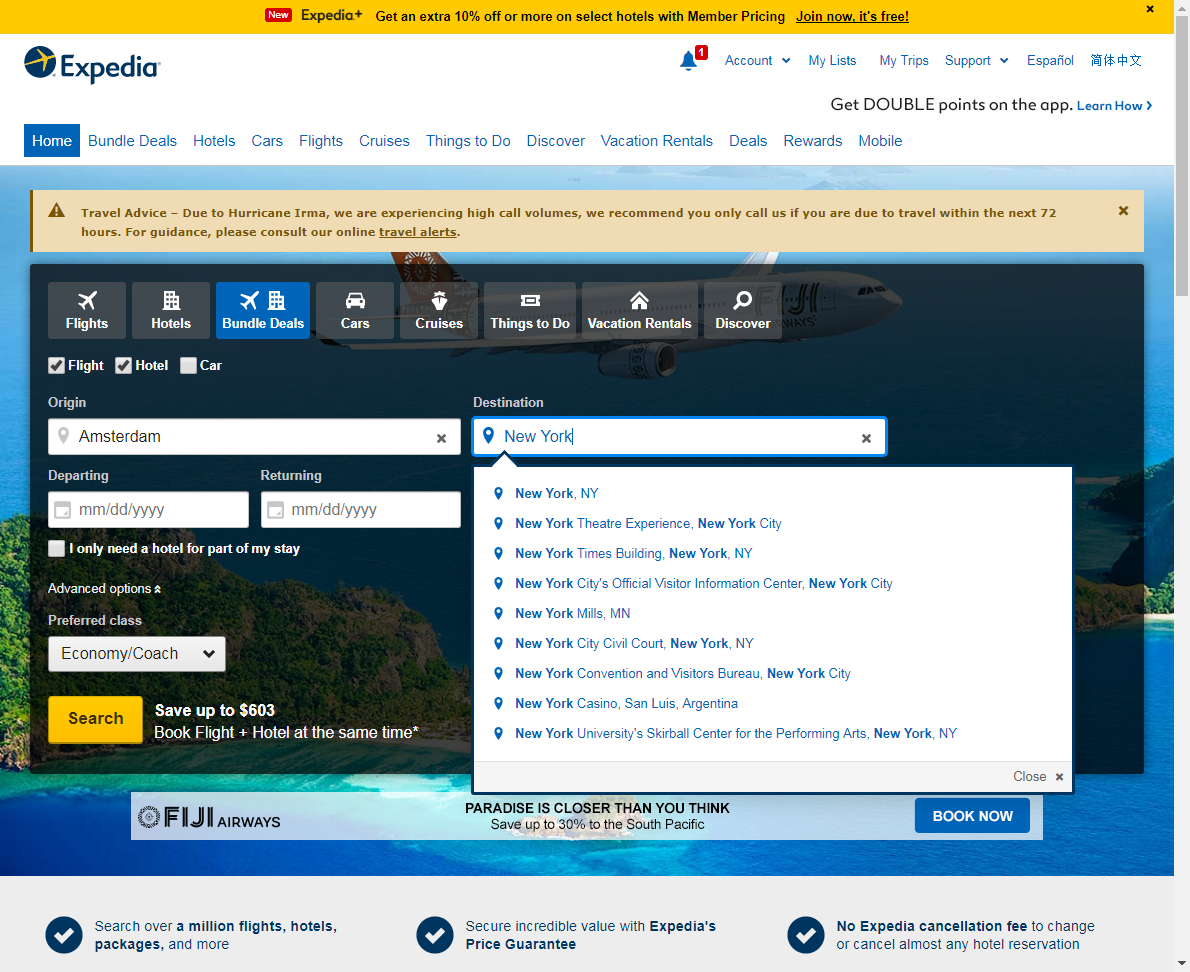 New Expedia+ Get an extra 10% off or more on select hotels with Member Pricing Join now, it's free!
Expedia
1
Account My Lists My Trips Support Español 简体中文
Get DOUBLE points on the app. Learn How
Home Bundle Deals Hotels Cars Flights Cruises Things to Do Discover Vacation Rentals Deals Rewards Mobile
Travel Advice – Due to Hurricane Irma, we are experiencing high call volumes, we recommend you only call us if you are due to travel within the next 72
hours. For guidance, please consult our online travel alerts.
FIJI
AIRWAYS
Flights Hotels Bundle Deals Cars Cruises Things to Do Vacation Rentals Discover
Flight Hotel Car
Origin Destination
Amsterdam New York
Departing Returning
mm/dd/yyyy mm/dd/yyyy
I only need a hotel for part of my stay
Advanced options
Preferred class
Economy/Coach
Search
Save up to $603
Book Flight + Hotel at the same time*
New York, NY
New York Theatre Experience, New York City
New York Times Building, New York, NY
New York City's Official Visitor Information Center, New York City
New York Mills, MN
New York City Civil Court, New York, NY
New York Convention and Visitors Bureau, New York City
New York Casino, San Luis, Argentina
New York University's Skirball Center for the Performing Arts, New York, NY
Close
FIJI AIRWAYS
PARADISE IS CLOSER THAN YOU THINK
Save up to 30% to the South Pacific
BOOK NOW
Search over a million flights, hotels,
packages, and more
Secure incredible value with Expedia's
Price Guarantee
No Expedia cancellation fee to change
or cancel almost any hotel reservation